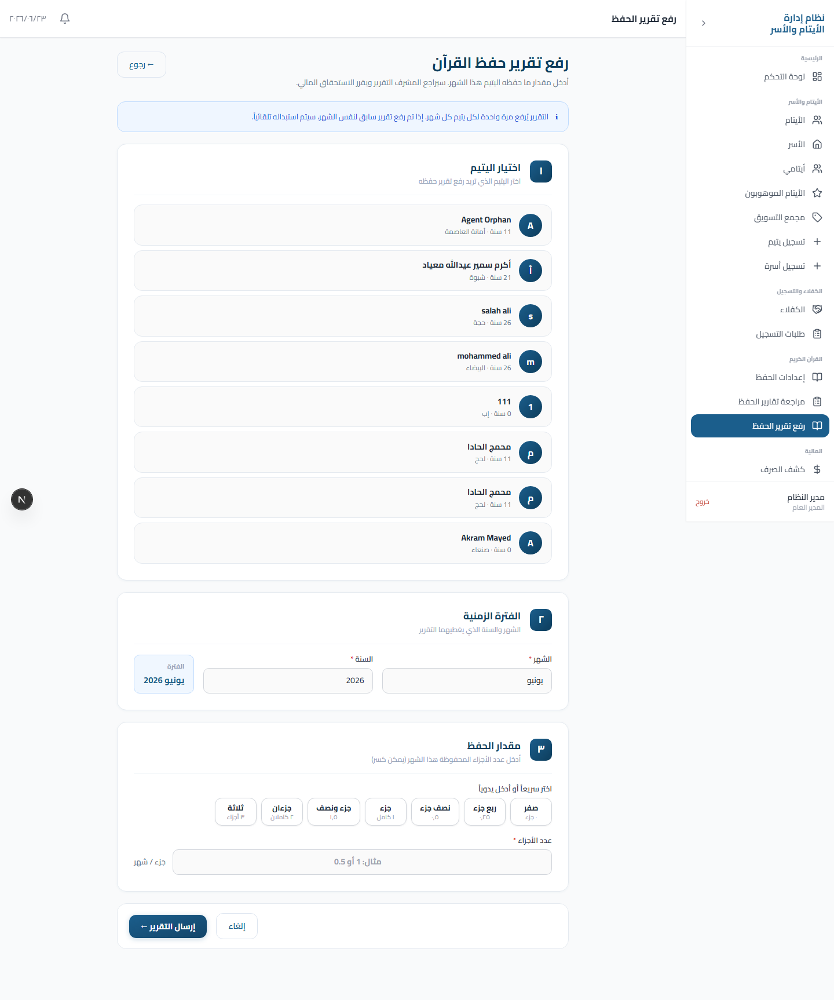 نظام إدارة
الأيتام والأسر
الرئيسية
لوحة التحكم
الأيتام والأسر
الأيتام
الأسر
أيتامي
الأيتام الموهوبون
مجمع التسويق
تسجيل يتيم
تسجيل أسرة
الكفلاء والتسجيل
الكفلاء
طلبات التسجيل
القرآن الكريم
إعدادات الحفظ
مراجعة تقارير الحفظ
رفع تقرير الحفظ
المالية
كشف الصرف
مدير النظام
المدير العام
خروج
رفع تقرير الحفظ
٢٠٢٦/٠٦/٢٣
رفع تقرير حفظ القرآن
← رجوع
أدخل مقدار ما حفظه اليتيم هذا الشهر. سيراجع المشرف التقرير ويقرر الاستحقاق المالي.
ℹ التقرير يُرفع مرة واحدة لكل يتيم كل شهر. إذا تم رفع تقرير سابق لنفس الشهر، سيتم استبداله تلقائياً.
١
اختيار اليتيم
اختر اليتيم الذي تريد رفع تقرير حفظه
A
Agent Orphan
11 سنة · أمانة العاصمة
أ
أكرم سمير عيدالله معياد
21 سنة · شبوة
s
salah ali
26 سنة · حجة
m
mohammed ali
26 سنة · البيضاء
1
111
0 سنة · إب
م
محمح الحادا
11 سنة · لحج
م
محمح الحادا
11 سنة · لحج
A
Akram Mayed
0 سنة · صنعاء
٢
الفترة الزمنية
الشهر والسنة الذي يغطيهما التقرير
الشهر *
يونيو
السنة *
2026
الفترة
يونيو 2026
٣
مقدار الحفظ
أدخل عدد الأجزاء المحفوظة هذا الشهر (يمكن كسر)
اختر سريعاً أو أدخل يدوياً
صفر
٠ جزء
ربع جزء
٠,٢٥
نصف جزء
٠,٥
جزء
١ كامل
جزء ونصف
١,٥
جزءان
٢ كاملان
ثلاثة
٣ أجزاء
عدد الأجزاء *
مثال: 1 أو 0.5
جزء / شهر
إلغاء
إرسال التقرير ←